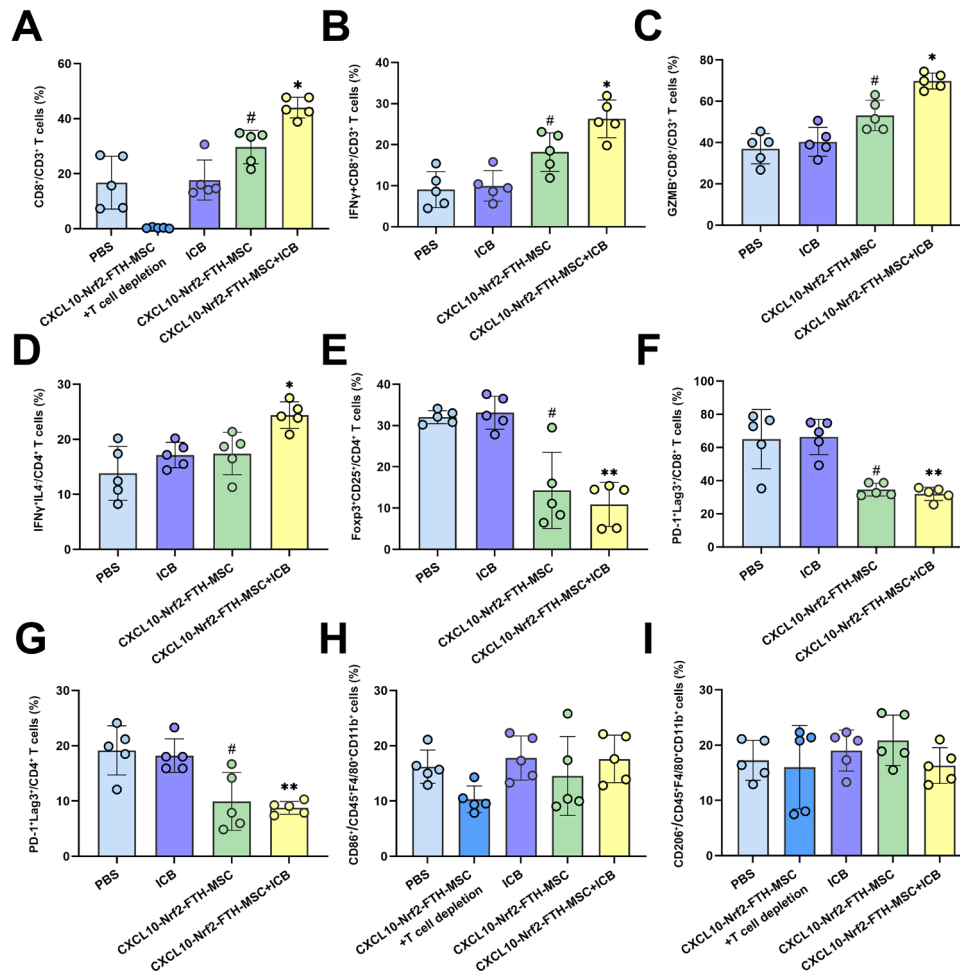 A
CD8⁺/CD3⁺ T cells (%)
60
40
20
0
#
*
PBS
CXCL10-Nrf2-FTH-MSC
+T cell depletion
ICB
CXCL10-Nrf2-FTH-MSC
CXCL10-Nrf2-FTH-MSC+ICB
B
IFNγ+CD8⁺/CD3⁺ T cells (%)
40
30
20
10
0
#
*
PBS
ICB
CXCL10-Nrf2-FTH-MSC
CXCL10-Nrf2-FTH-MSC+ICB
C
GZMB⁺CD8⁺/CD3⁺ T cells (%)
80
60
40
20
0
#
*
PBS
ICB
CXCL10-Nrf2-FTH-MSC
CXCL10-Nrf2-FTH-MSC+ICB
D
IFNγ⁺IL4⁻/CD4⁺ T cells (%)
30
20
10
0
*
PBS
ICB
CXCL10-Nrf2-FTH-MSC
CXCL10-Nrf2-FTH-MSC+ICB
E
Foxp3⁺CD25⁺/CD4⁺ T cells (%)
40
30
20
10
0
#
**
PBS
ICB
CXCL10-Nrf2-FTH-MSC
CXCL10-Nrf2-FTH-MSC+ICB
F
PD-1⁺Lag3⁺/CD8⁺ T cells (%)
100
80
60
40
20
0
#
**
PBS
ICB
CXCL10-Nrf2-FTH-MSC
CXCL10-Nrf2-FTH-MSC+ICB
G
PD-1⁺Lag3⁺/CD4⁺ T cells (%)
30
20
10
0
#
**
PBS
ICB
CXCL10-Nrf2-FTH-MSC
CXCL10-Nrf2-FTH-MSC+ICB
H
CD86⁺/CD45⁺F4/80⁺CD11b⁺ cells (%)
30
20
10
0
PBS
CXCL10-Nrf2-FTH-MSC
+T cell depletion
ICB
CXCL10-Nrf2-FTH-MSC
CXCL10-Nrf2-FTH-MSC+ICB
I
CD206⁺/CD45⁺F4/80⁺CD11b⁺ cells (%)
30
20
10
0
PBS
CXCL10-Nrf2-FTH-MSC
+T cell depletion
ICB
CXCL10-Nrf2-FTH-MSC
CXCL10-Nrf2-FTH-MSC+ICB